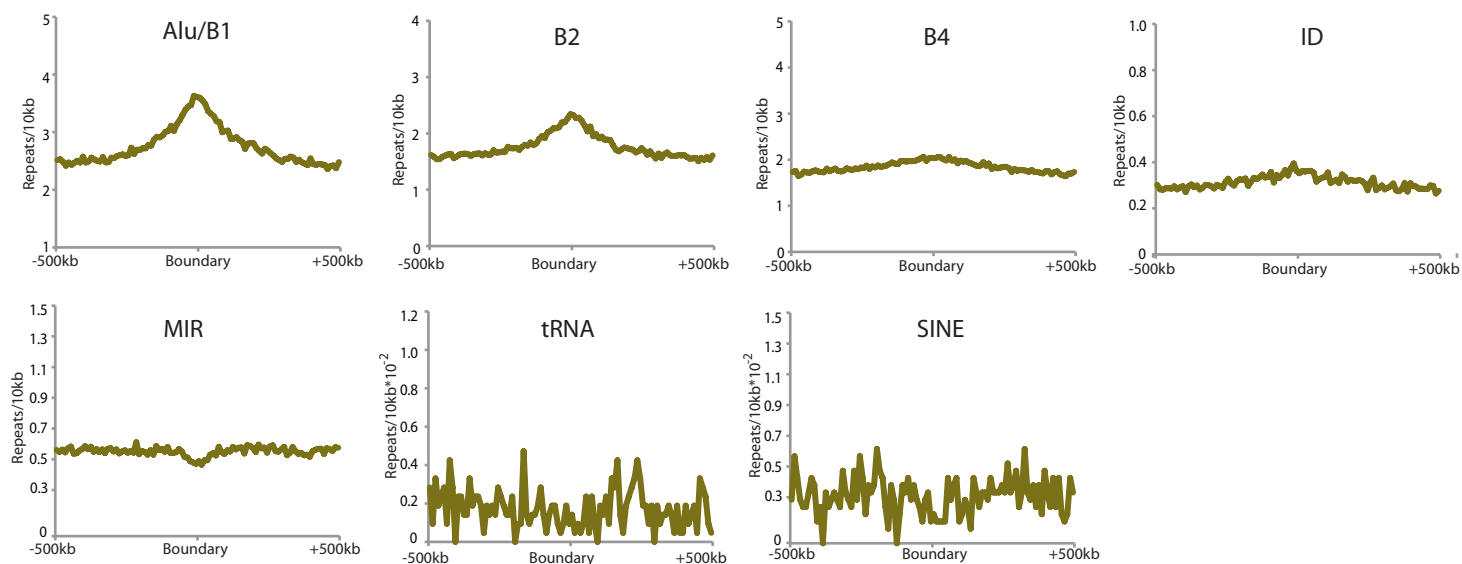 Alu/B1
5
4
3
2
1
Repeats/10kb
-500kb
Boundary
+500kb
B2
4
3
2
1
0
Repeats/10kb
-500kb
Boundary
+500kb
B4
5
4
3
2
1
0
Repeats/10kb
-500kb
Boundary
+500kb
ID
1.0
0.8
0.6
0.4
0.2
0
Repeats/10kb
-500kb
Boundary
+500kb
MIR
1.5
1.3
1.1
0.9
0.7
0.5
0.3
0
Repeats/10kb
-500kb
Boundary
+500kb
tRNA
1.2
1.0
0.8
0.6
0.4
0.2
0
Repeats/10kb*10-2
-500kb
Boundary
+500kb
SINE
1.5
1.3
1.1
0.9
0.7
0.5
0.3
0
Repeats/10kb*10-2
-500kb
Boundary
+500kb